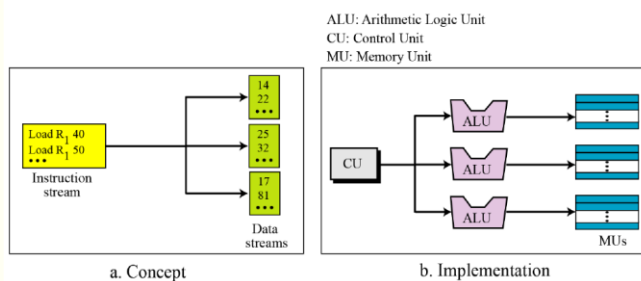 ALU: Arithmetic Logic Unit
CU: Control Unit
MU: Memory Unit
Load R1 40
Load R1 50
•••
Instruction
stream
14
22
•••
25
32
•••
17
81
•••
Data
streams
a. Concept
CU
ALU
ALU
ALU
MUs
b. Implementation